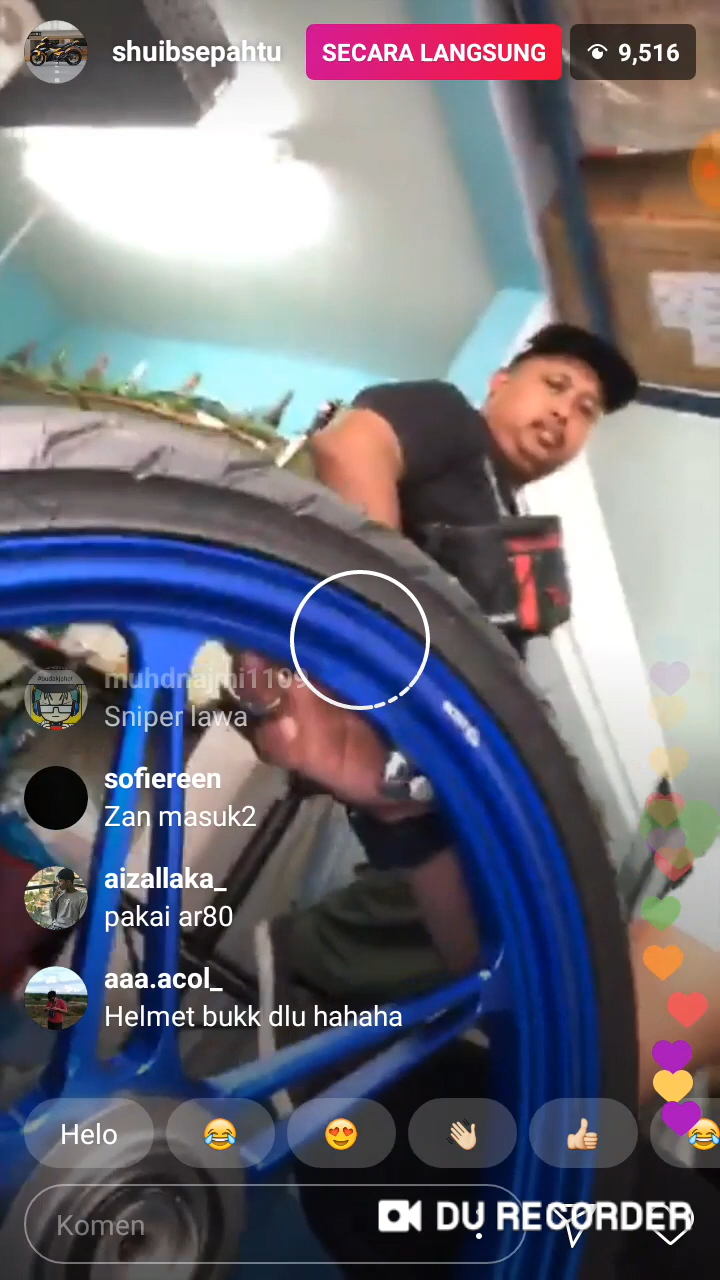 shuibsepahtu
SECARA LANGSUNG
9,516
muhdnajmi1109
Sniper lawa
sofiereen
Zan masuk2
aizallaka_
pakai ar80
aaa.acol_
Helmet bukk dlu hahaha
Helo
Komen
DU RECORDER